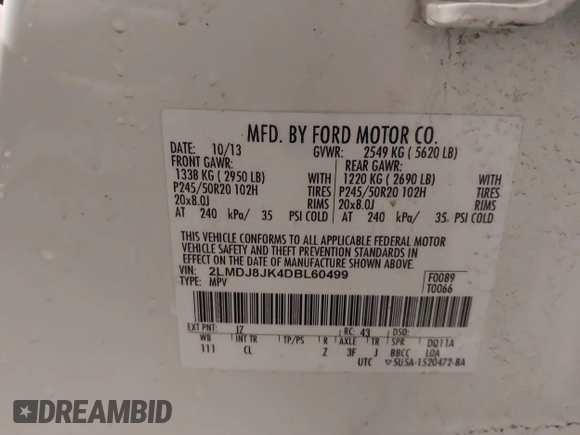 MFD. BY FORD MOTOR CO.
DATE: 10/13 GVWR: 2549 KG ( 5620 LB)
FRONT GAWR: REAR GAWR:
1338 KG ( 2950 LB) WITH 1220 KG ( 2690 LB) WITH
P245/50R20 102H TIRES P245/50R20 102H TIRES
20x8.0J RIMS 20x8.0J RIMS
AT 240 kPa/ 35 PSI COLD AT 240 kPa/ 35 PSI COLD
THIS VEHICLE CONFORMS TO ALL APPLICABLE FEDERAL MOTOR
VEHICLE SAFETY AND THEFT PREVENTION STANDARDS IN
EFFECT ON THE DATE OF MANUFACTURE SHOWN ABOVE.
VIN: 2LMDJ8JK4DBL60499 F0089
TYPE: MPV T0066
EXT PNT: J7 RC: 43 DSO:
WB INT TR TP/PS R AXLE TR SPR DQ11A
111 CL Z 3F J BBCC LOA
UTC 5U5A-1520472-BA
DREAMBID